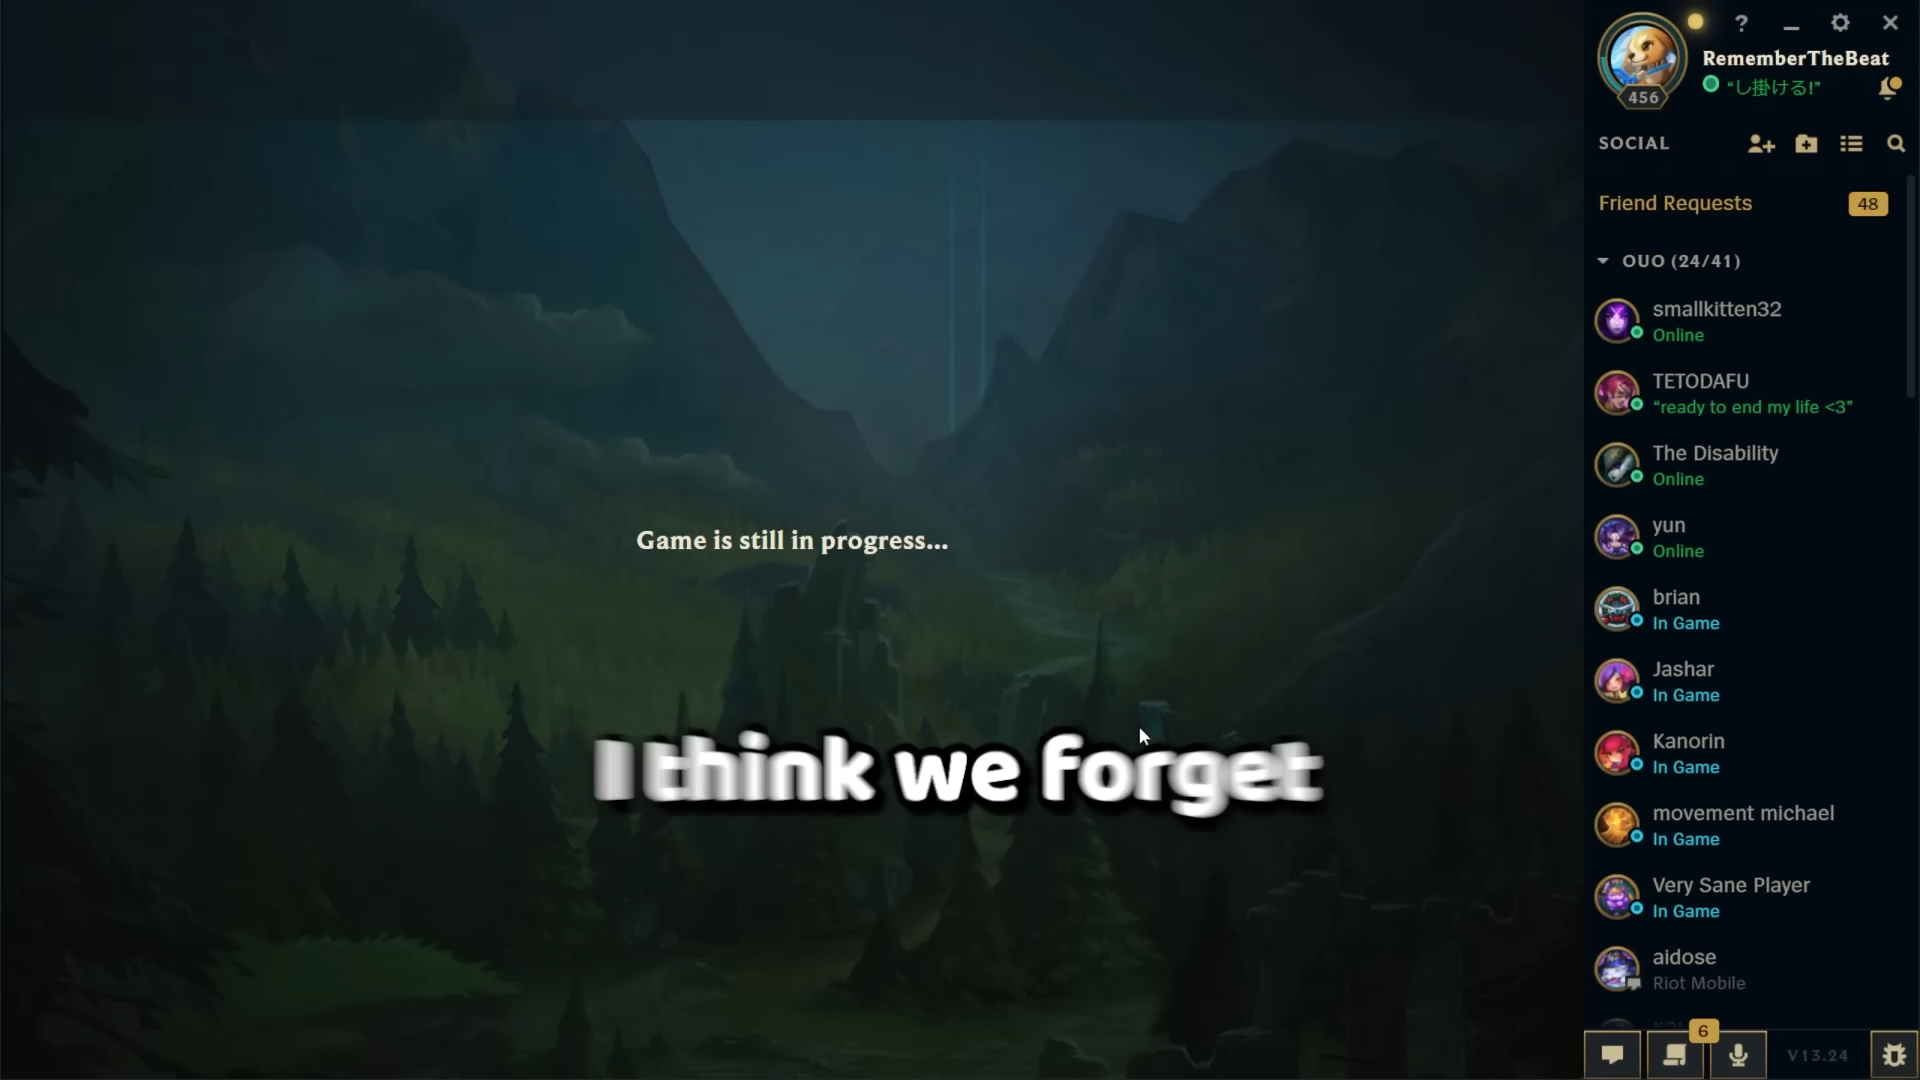 ?
RememberTheBeat
456
“し掛ける!”
SOCIAL
Friend Requests
48
OUO (24/41)
smallkitten32
Online
TETODAFU
“ready to end my life <3”
The Disability
Online
yun
Online
brian
In Game
Jashar
In Game
Kanorin
In Game
movement michael
In Game
Very Sane Player
In Game
aidose
Riot Mobile
Game is still in progress...
I think we forget
6
V13.24